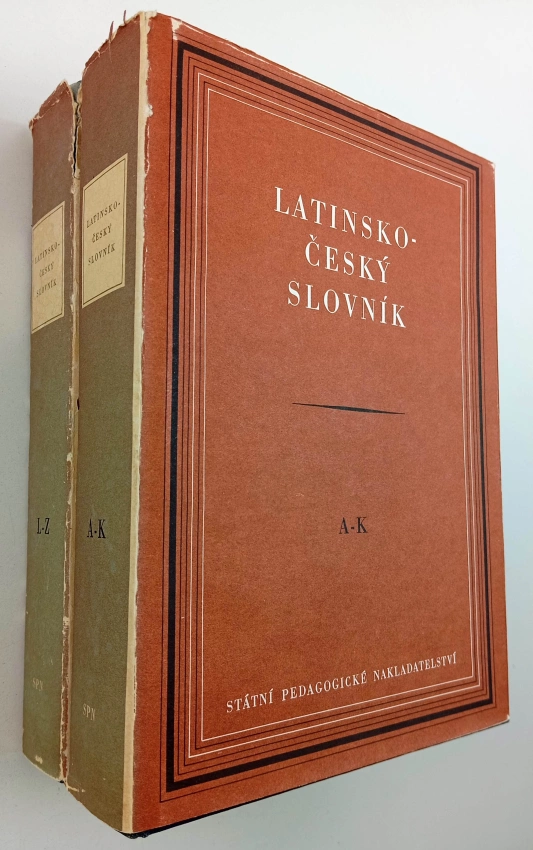 LATINSKO-
ČESKÝ
SLOVNÍK
A-K
STÁTNÍ PEDAGOGICKÉ NAKLADATELSTVÍ
LATINSKO-
ČESKÝ
SLOVNÍK
A-K
SPN
LATINSKO-
ČESKÝ
SLOVNÍK
L-Z
SPN